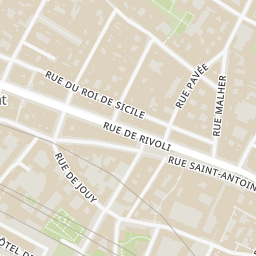 RUE PAVÉE
RUE MALHER
RUE DU ROI DE SICILE
RUE DE RIVOLI
RUE SAINT-ANTOIN
RUE DE JOUY
ÔTEL DE